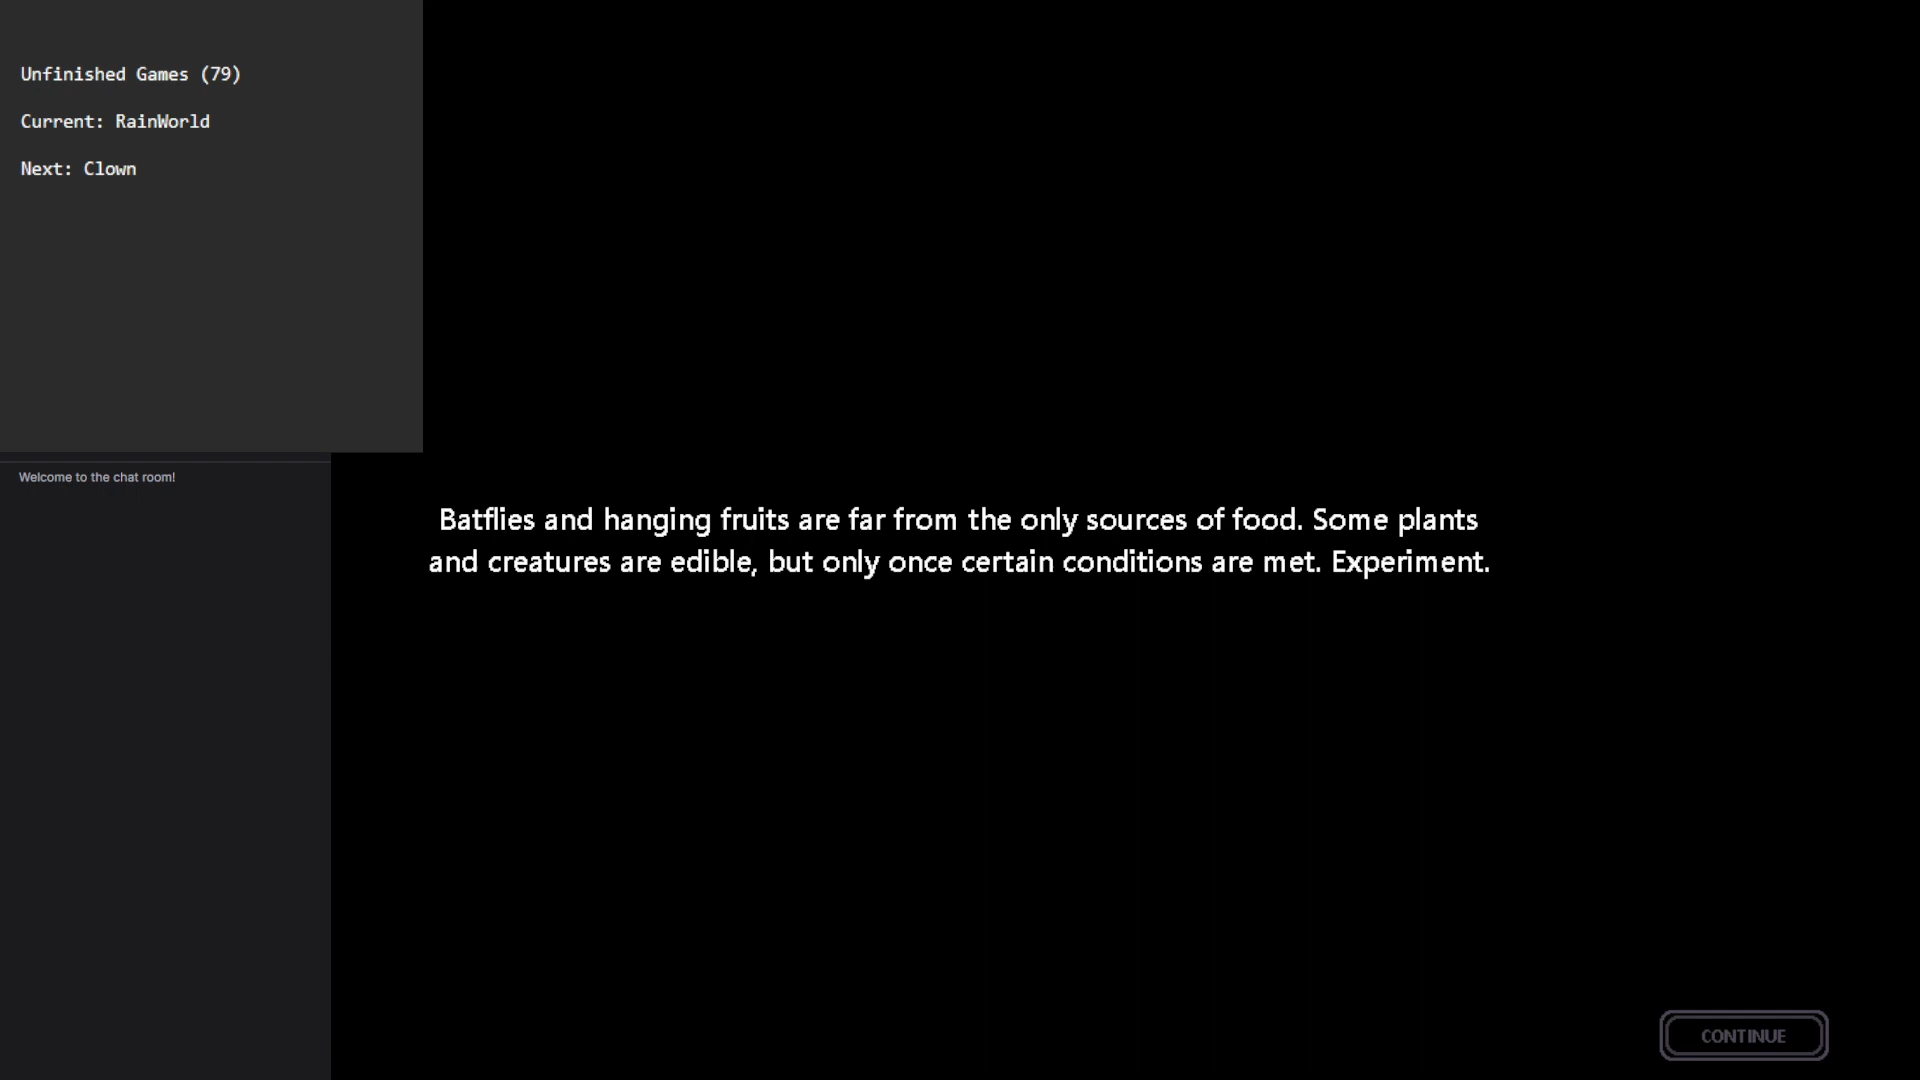 Unfinished Games (79)
Current: RainWorld
Next: Clown
Welcome to the chat room!
Batflies and hanging fruits are far from the only sources of food. Some plants
and creatures are edible, but only once certain conditions are met. Experiment.
CONTINUE